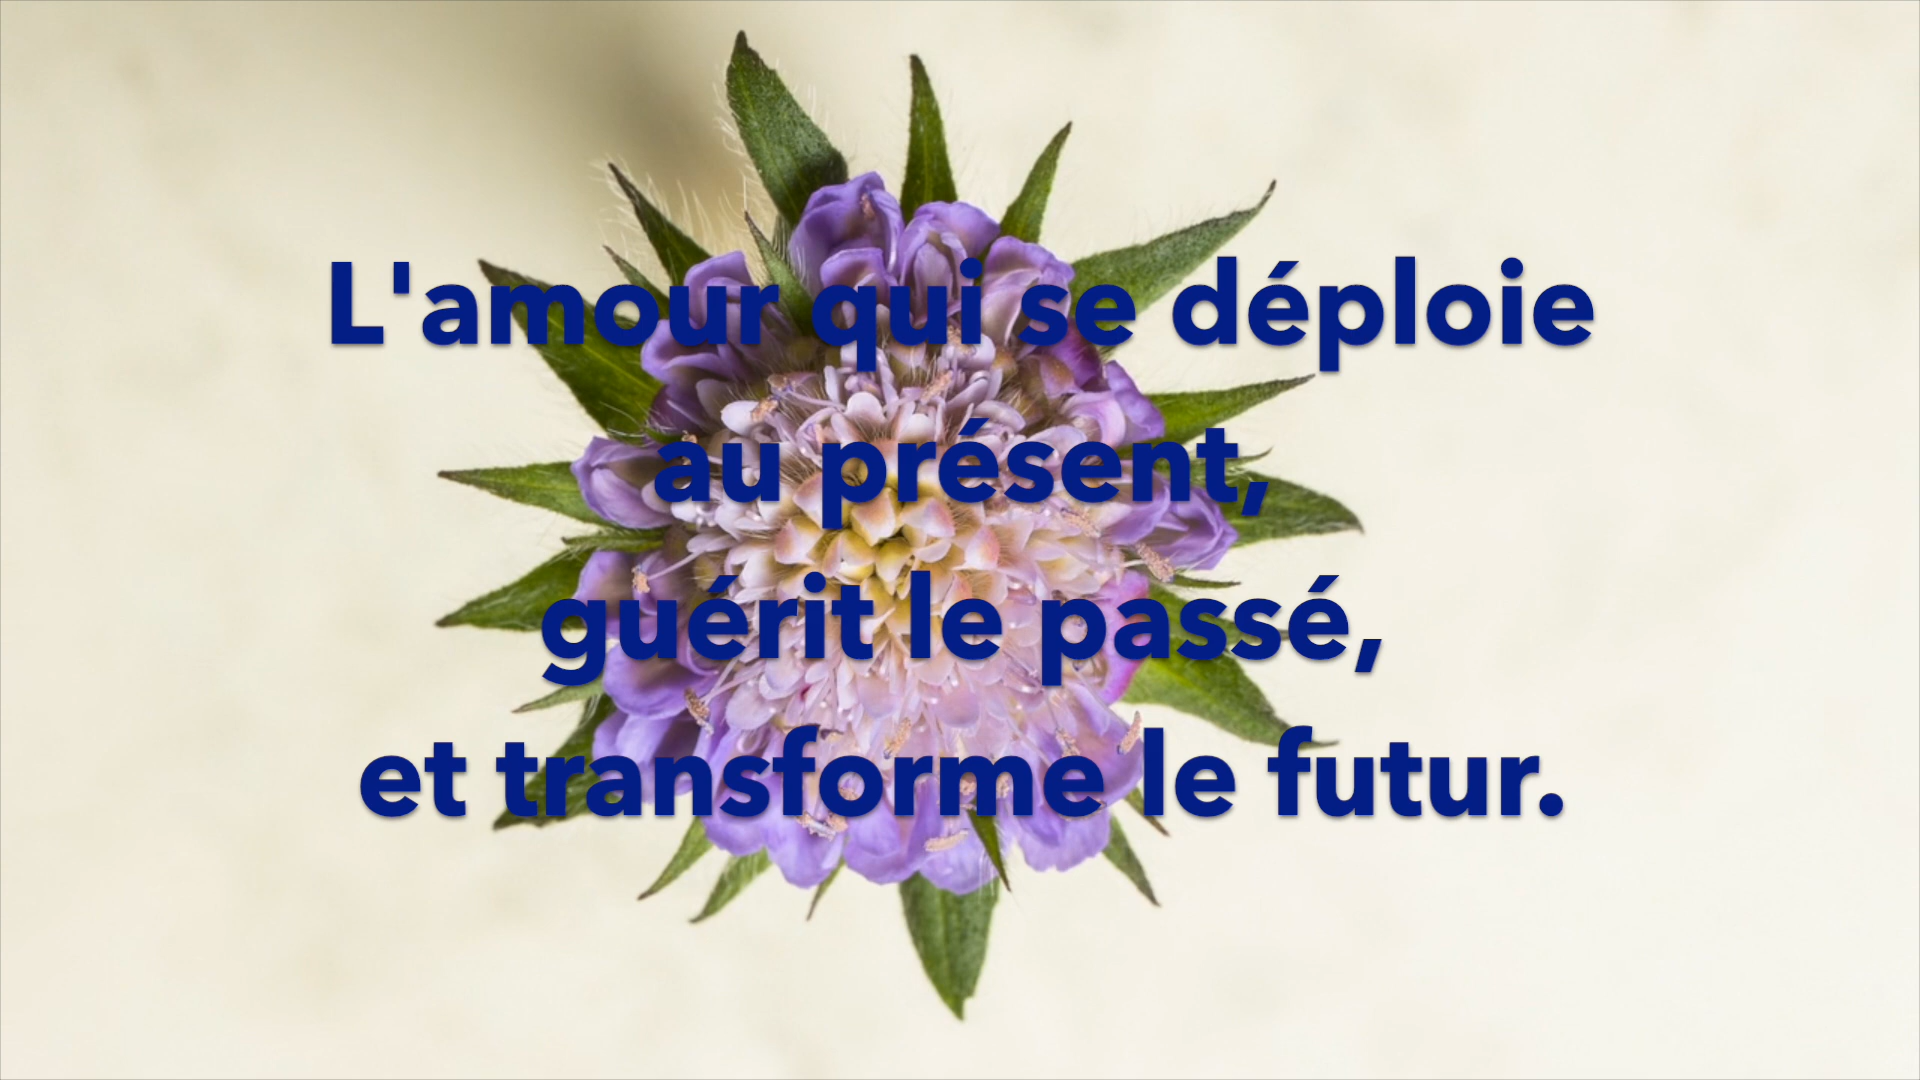 L'amour qui se déploie
au présent,
guérit le passé,
et transforme le futur.